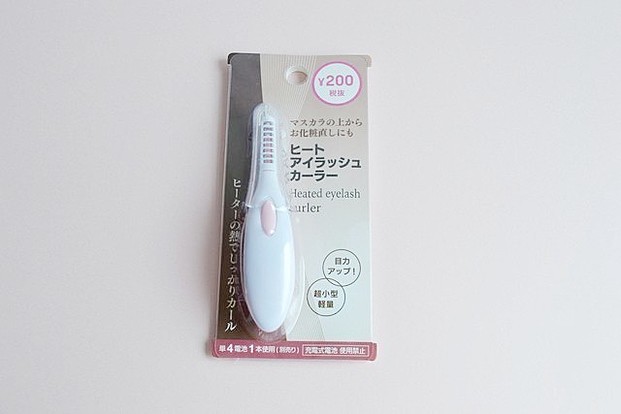 ¥200
税抜
マスカラの上から
お化粧直しにも
ヒート
アイラッシュ
カーラー
Heated eyelash
curler
ヒーターの熱でしっかりカール
目力
アップ!
超小型
軽量
単4電池1本使用(別売り) 充電式電池 使用禁止